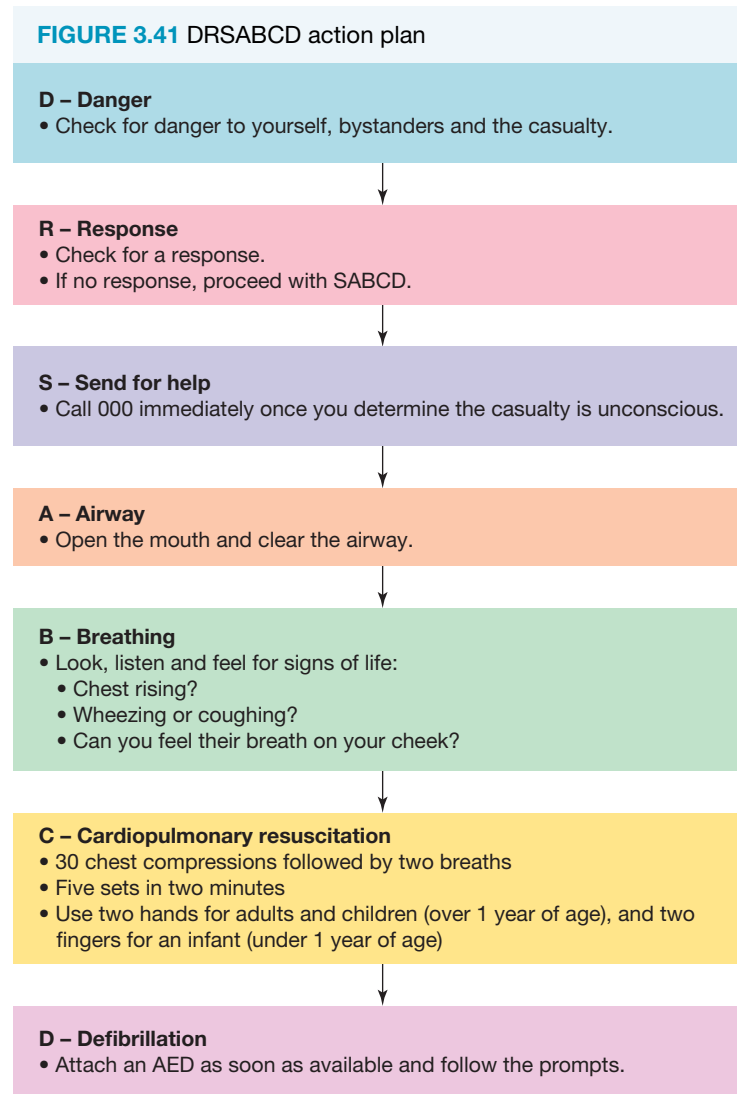 FIGURE 3.41 DRSABCD action plan
D – Danger
• Check for danger to yourself, bystanders and the casualty.
R – Response
• Check for a response.
• If no response, proceed with SABCD.
S – Send for help
• Call 000 immediately once you determine the casualty is unconscious.
A – Airway
• Open the mouth and clear the airway.
B – Breathing
• Look, listen and feel for signs of life:
• Chest rising?
• Wheezing or coughing?
• Can you feel their breath on your cheek?
C – Cardiopulmonary resuscitation
• 30 chest compressions followed by two breaths
• Five sets in two minutes
• Use two hands for adults and children (over 1 year of age), and two
fingers for an infant (under 1 year of age)
D – Defibrillation
• Attach an AED as soon as available and follow the prompts.